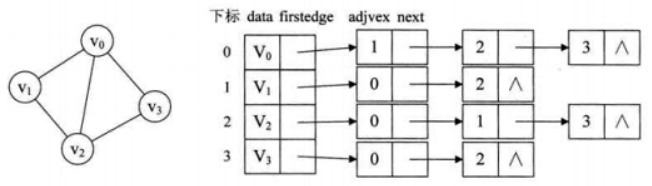 下标 data firstedge adjvex next
V₀
V₁
V₂
V₃
0 V₀ 1 2 3 ∧
1 V₁ 0 2 ∧
2 V₂ 0 1 3 ∧
3 V₃ 0 2 ∧